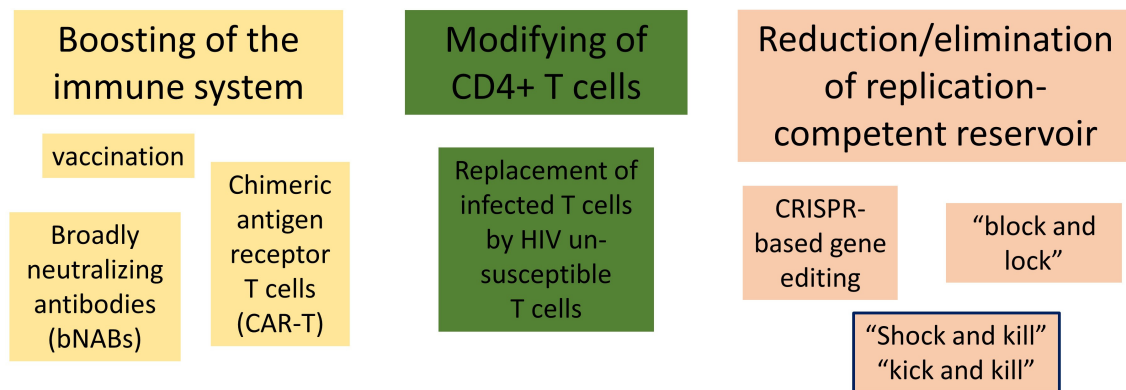 Boosting of the
immune system
vaccination
Broadly
neutralizing
antibodies
(bNABs)
Chimeric
antigen
receptor
T cells
(CAR-T)
Modifying of
CD4+ T cells
Replacement of
infected T cells
by HIV un-
susceptible
T cells
Reduction/elimination
of replication-
competent reservoir
CRISPR-
based gene
editing
“block and
lock”
“Shock and kill”
“kick and kill”